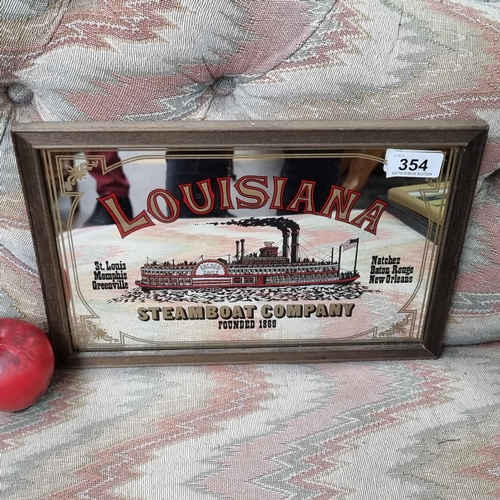 354
LOUISIANA
St. Louis
Memphis
Greenville
Natchez
Baton Rouge
New Orleans
STEAMBOAT COMPANY
FOUNDED 1869